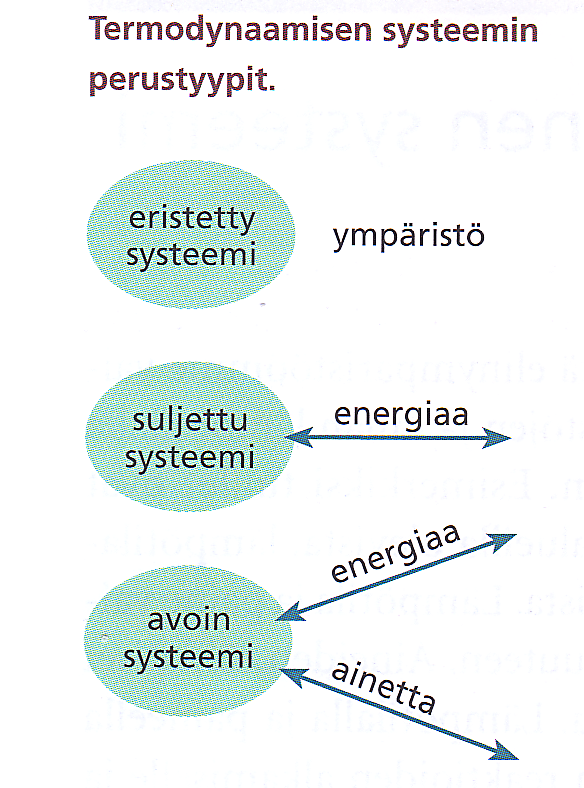 Termodynaamisen systeemin
perustyypit.
eristetty
systeemi
ympäristö
suljettu
systeemi
energiaa
avoin
systeemi
energiaa
ainetta